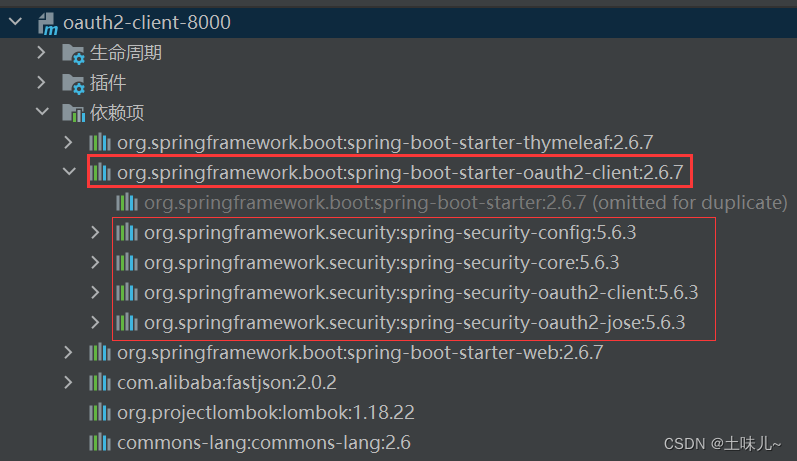 oauth2-client-8000
生命周期
插件
依赖项
org.springframework.boot:spring-boot-starter-thymeleaf:2.6.7
org.springframework.boot:spring-boot-starter-oauth2-client:2.6.7
org.springframework.boot:spring-boot-starter:2.6.7 (omitted for duplicate)
org.springframework.security:spring-security-config:5.6.3
org.springframework.security:spring-security-core:5.6.3
org.springframework.security:spring-security-oauth2-client:5.6.3
org.springframework.security:spring-security-oauth2-jose:5.6.3
org.springframework.boot:spring-boot-starter-web:2.6.7
com.alibaba:fastjson:2.0.2
org.projectlombok:lombok:1.18.22
commons-lang:commons-lang:2.6
CSDN @土味儿~